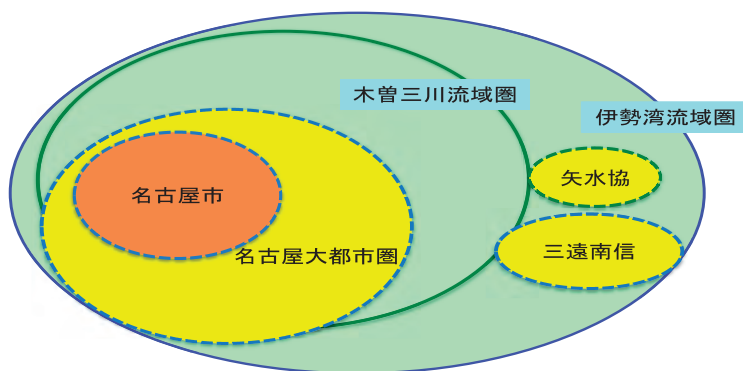 木曽三川流域圏
伊勢湾流域圏
矢水協
名古屋市
三遠南信
名古屋大都市圏